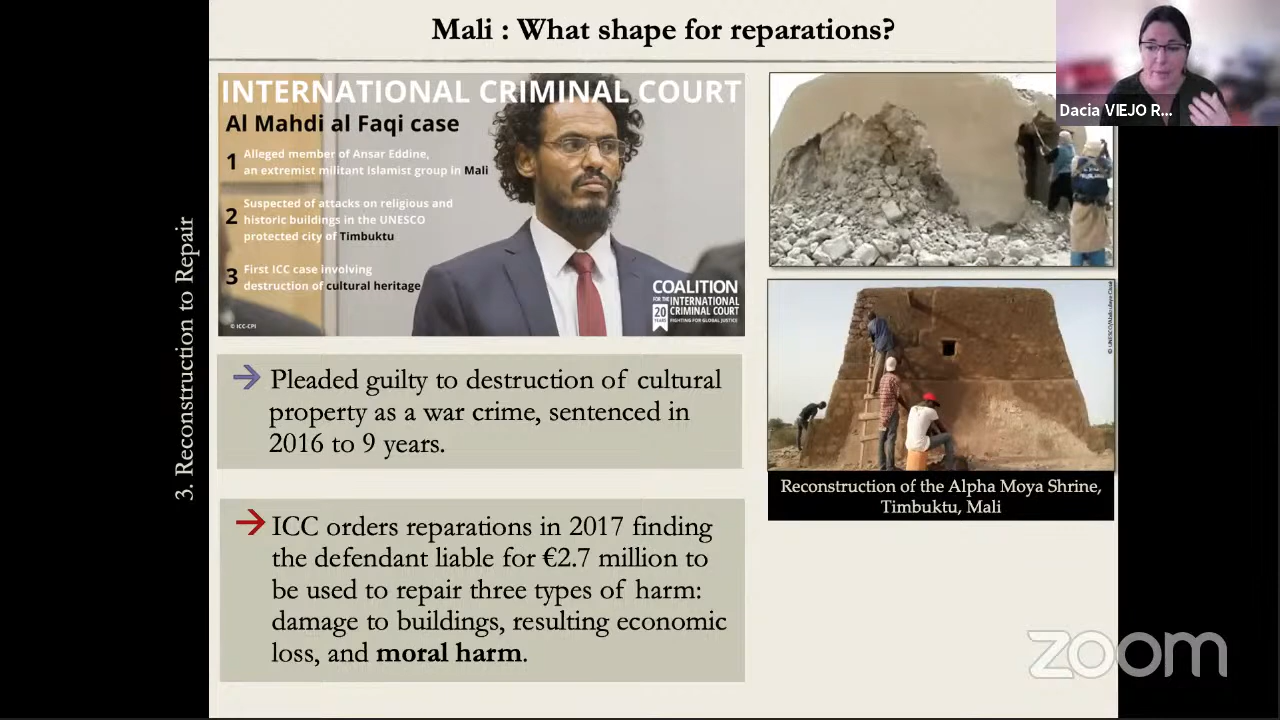 Mali : What shape for reparations?
INTERNATIONAL CRIMINAL COURT
Al Mahdi al Faqi case
1 Alleged member of Ansar Eddine,
an extremist militant Islamist group in Mali
2 Suspected of attacks on religious and
historic buildings in the UNESCO
protected city of Timbuktu
3 First ICC case involving
destruction of cultural heritage
© ICC-CPI
COALITION
FOR THE INTERNATIONAL
20 YEARS CRIMINAL COURT
FIGHTING FOR GLOBAL JUSTICE
Dacia VIEJO R...
3. Reconstruction to Repair
→ Pleaded guilty to destruction of cultural
property as a war crime, sentenced in
2016 to 9 years.
→ ICC orders reparations in 2017 finding
the defendant liable for €2.7 million to
be used to repair three types of harm:
damage to buildings, resulting economic
loss, and moral harm.
Reconstruction of the Alpha Moya Shrine,
Timbuktu, Mali
zoom